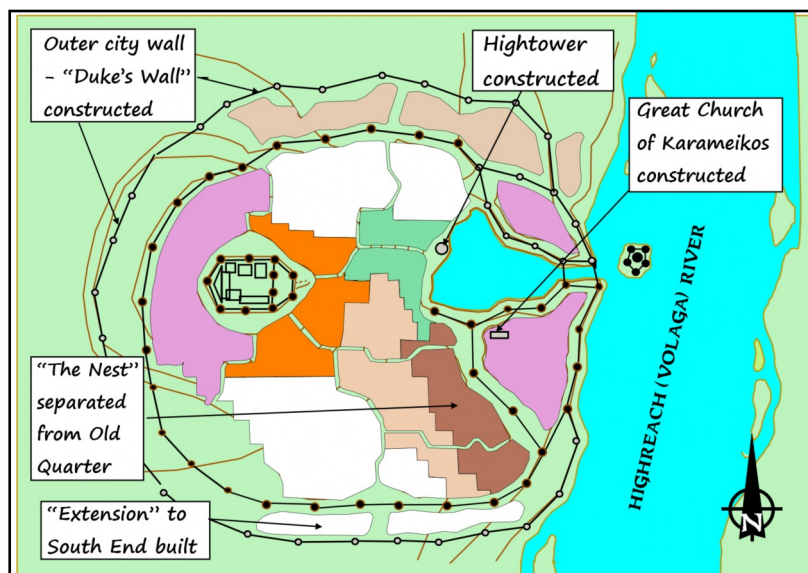 Outer city wall
- "Duke's Wall"
constructed
Hightower
constructed
Great Church
of Karameikos
constructed
"The Nest"
separated
from Old
Quarter
"Extension" to
South End built
HIGHREACH (VOLAGA) RIVER
N